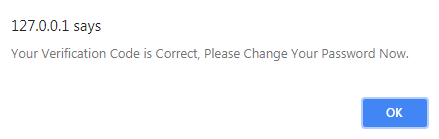 127.0.0.1 says
Your Verification Code is Correct, Please Change Your Password Now.
OK